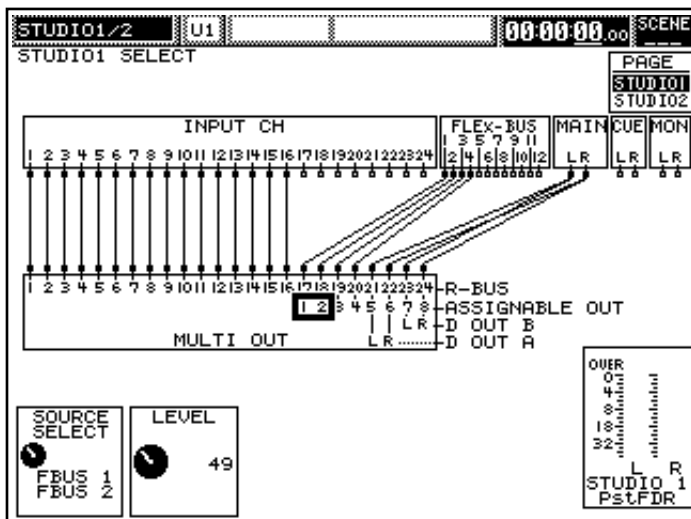 STUDIO1/2 U1 00:00:00.00 SCENE
STUDIO1 SELECT
PAGE
STUDIO1
STUDIO2
INPUT CH
1 2 3 4 5 6 7 8 9 10 11 12 13 14 15 16 17 18 19 20 21 22 23 24
FLEx-BUS
1 3 5 7 9 11
2 4 6 8 10 12
MAIN CUE MON
L R L R L R
1 2 3 4 5 6 7 8 9 10 11 12 13 14 15 16 17 18 19 20 21 22 23 24 R-BUS
1 2 3 4 5 6 7 8 ASSIGNABLE OUT
L R D OUT B
MULTI OUT L R D OUT A
SOURCE
SELECT
FBUS 1
FBUS 2
LEVEL
49
OVER
0
4
8
18
32
L R
STUDIO 1
PstFDR